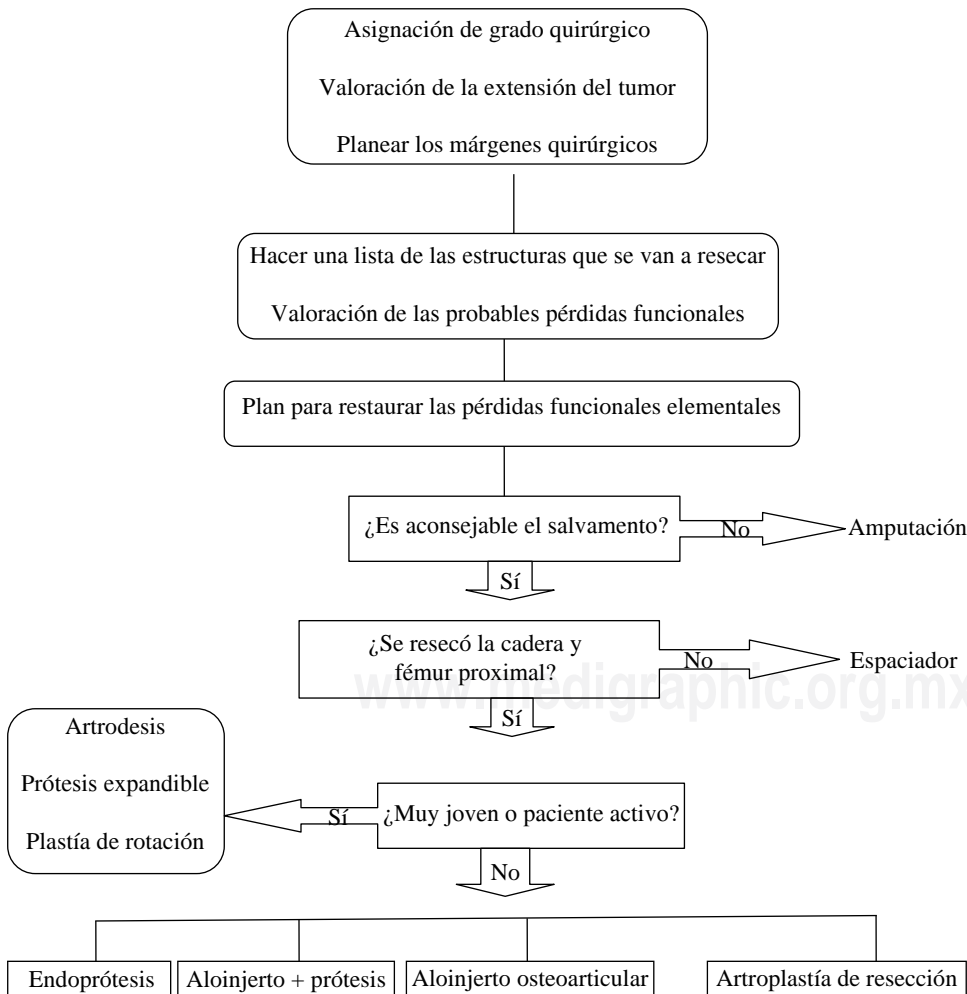 Asignación de grado quirúrgico
Valoración de la extensión del tumor
Planear los márgenes quirúrgicos
Hacer una lista de las estructuras que se van a resecar
Valoración de las probables pérdidas funcionales
Plan para restaurar las pérdidas funcionales elementales
¿Es aconsejable el salvamento?
No
Amputación
Sí
¿Se resecó la cadera y
fémur proximal?
No
Espaciador
www.medigraphic.org.mx
Sí
Artrodesis
Prótesis expandible
Plastía de rotación
Sí
¿Muy joven o paciente activo?
No
Endoprótesis
Aloinjerto + prótesis
Aloinjerto osteoarticular
Artroplastía de resección